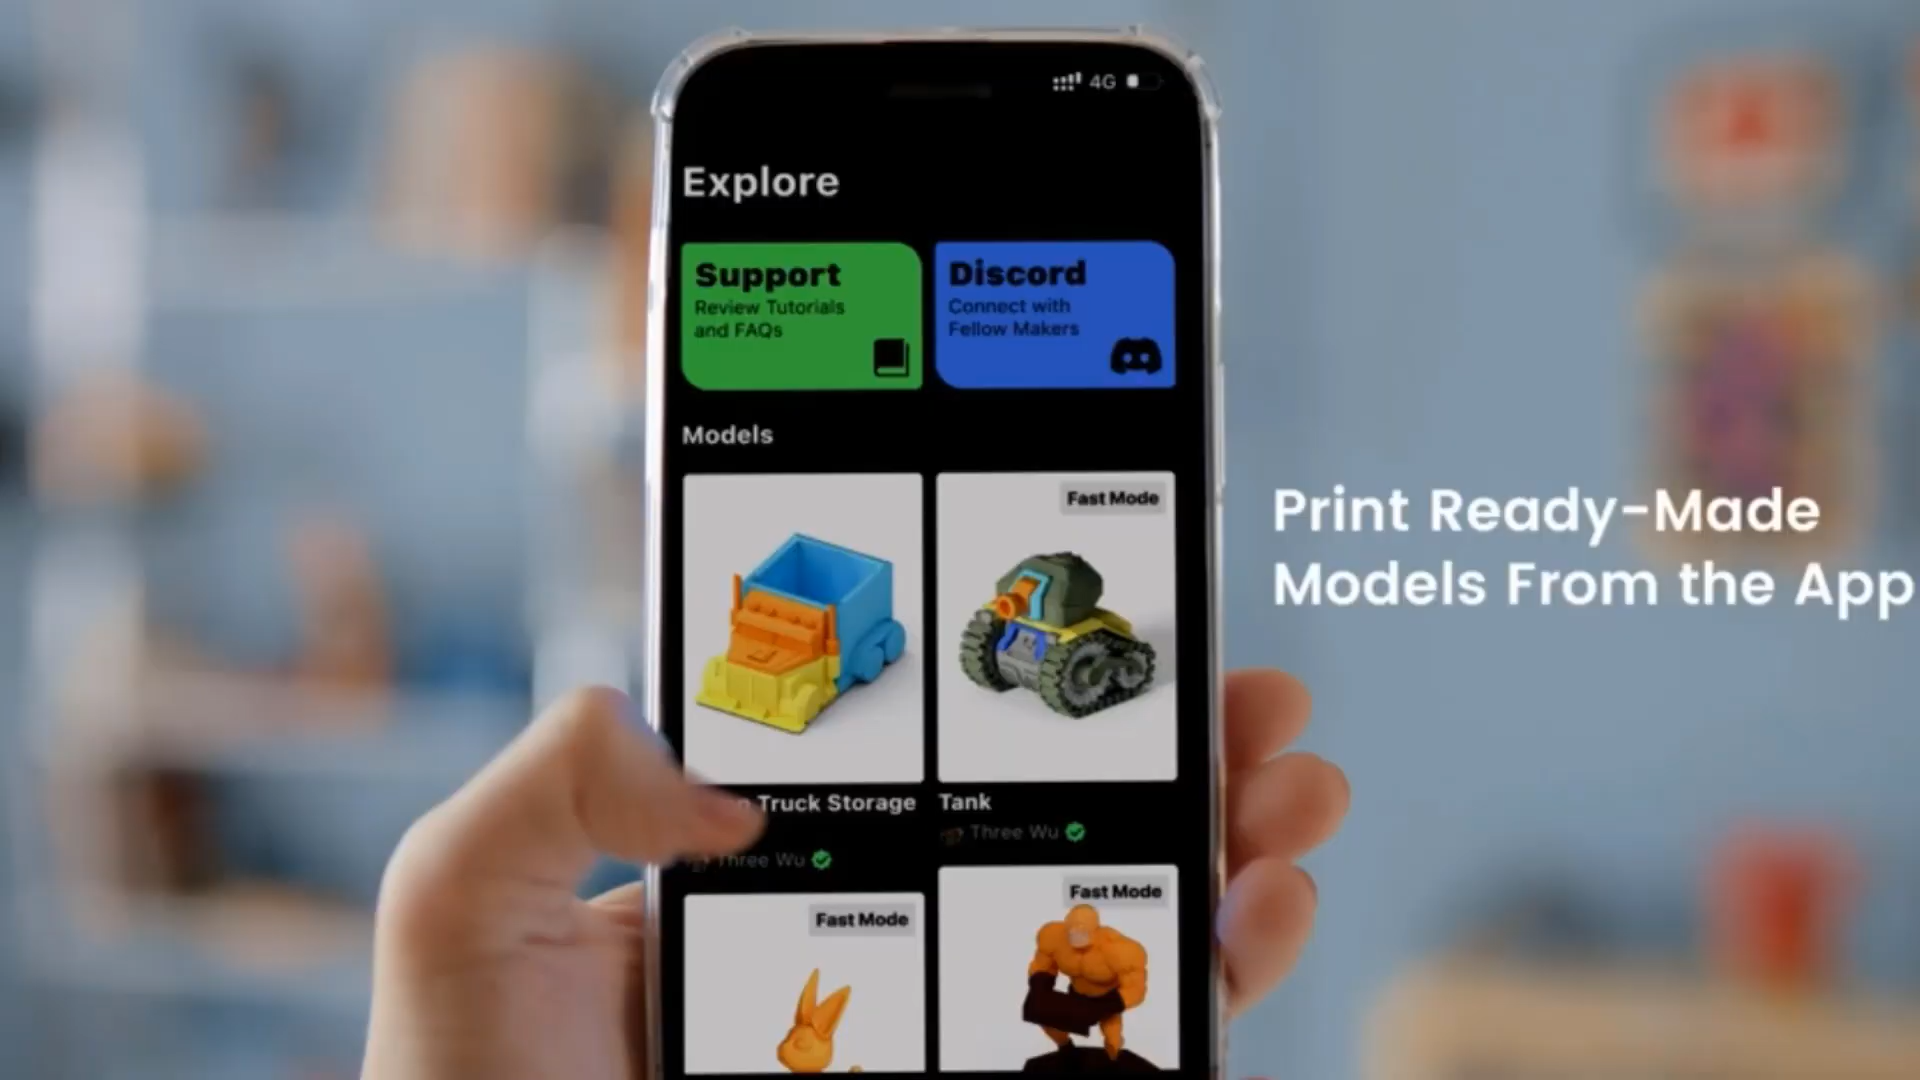 4G
Explore
Support
Review Tutorials
and FAQs
Discord
Connect with
Fellow Makers
Models
Fast Mode
Print Ready-Made
Models From the App
Truck Storage
Tank
Three Wu
Three Wu
Fast Mode
Fast Mode